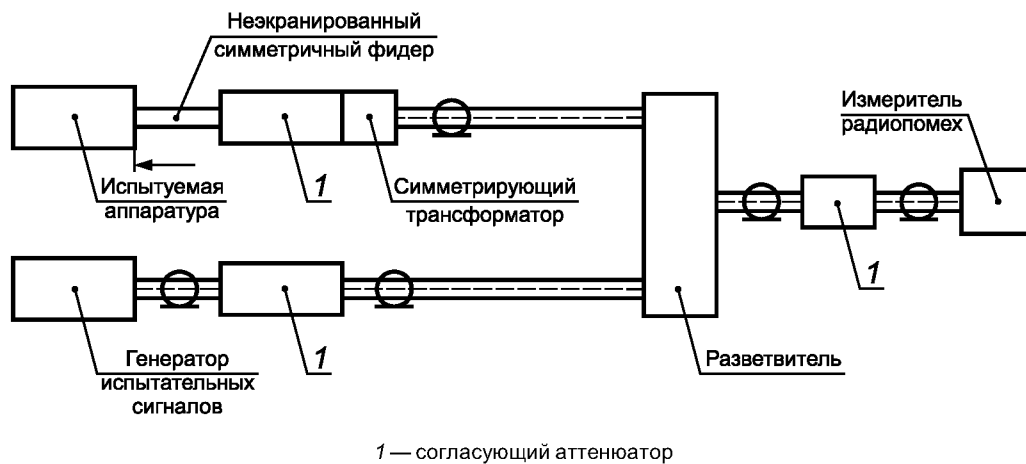 Неэкранированный
симметричный фидер
Измеритель
радиопомех
Испытуемая
аппаратура
1
Симметрирующий
трансформатор
1
Генератор
испытательных
сигналов
1
Разветвитель
1 — согласующий аттенюатор